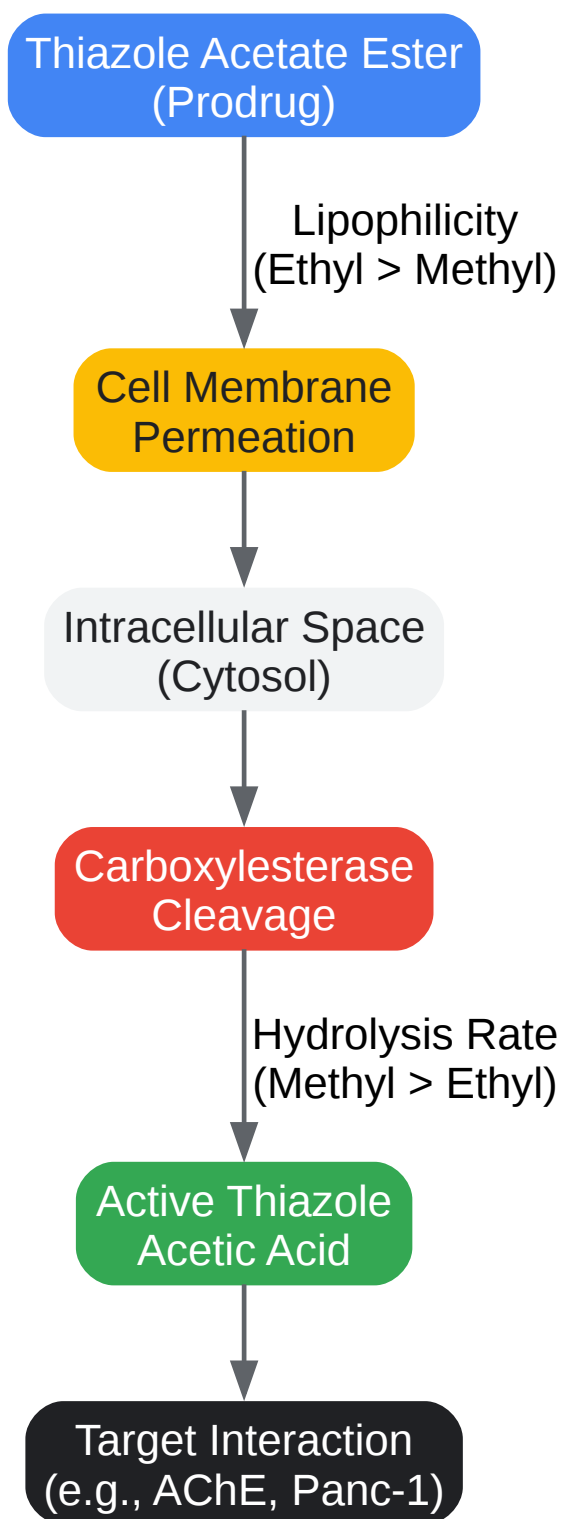 Thiazole Acetate Ester
(Prodrug)
Lipophilicity
(Ethyl > Methyl)
Cell Membrane
Permeation
Intracellular Space
(Cytosol)
Carboxylesterase
Cleavage
Hydrolysis Rate
(Methyl > Ethyl)
Active Thiazole
Acetic Acid
Target Interaction
(e.g., AChE, Panc-1)